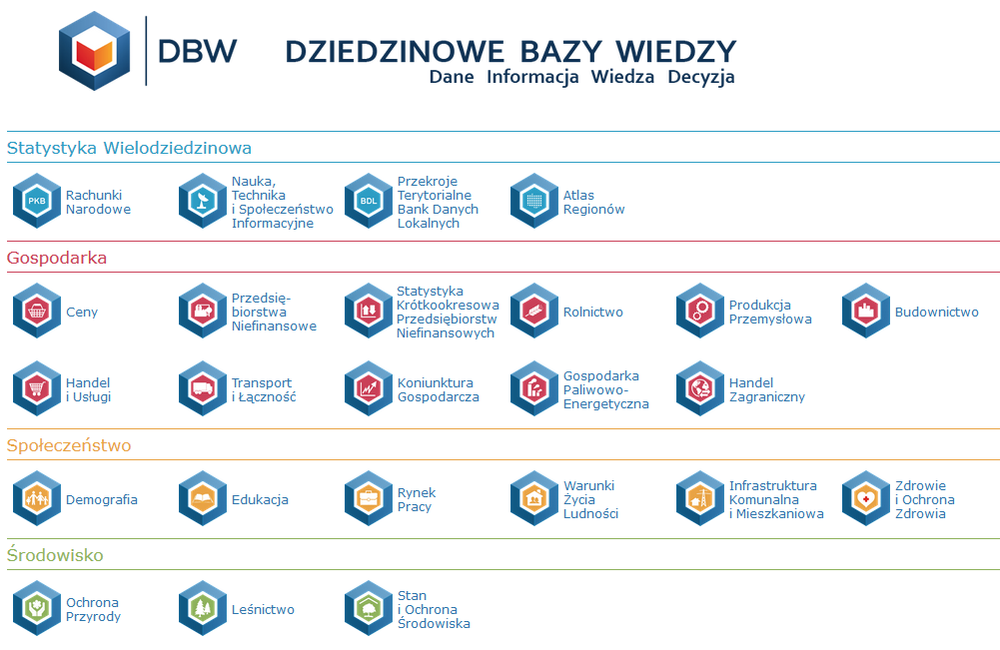 DBW
DZIEDZINOWE BAZY WIEDZY
Dane Informacja Wiedza Decyzja
Statystyka Wielodziedzinowa
PKB
Rachunki
Narodowe
Nauka,
Technika
i Społeczeństwo
Informacyjne
BDL
Przekroje
Terytorialne
Bank Danych
Lokalnych
Atlas
Regionów
Gospodarka
Ceny
Przedsię-
biorstwa
Niefinansowe
Statystyka
Krótkookresowa
Przedsiębiorstw
Niefinansowych
Rolnictwo
Produkcja
Przemysłowa
Budownictwo
Handel
i Usługi
Transport
i Łączność
Koniunktura
Gospodarcza
Gospodarka
Paliwowo-
Energetyczna
Handel
Zagraniczny
Społeczeństwo
Demografia
Edukacja
Rynek
Pracy
Warunki
Życia
Ludności
Infrastruktura
Komunalna
i Mieszkaniowa
Zdrowie
i Ochrona
Zdrowia
Środowisko
Ochrona
Przyrody
Leśnictwo
Stan
i Ochrona
Środowiska